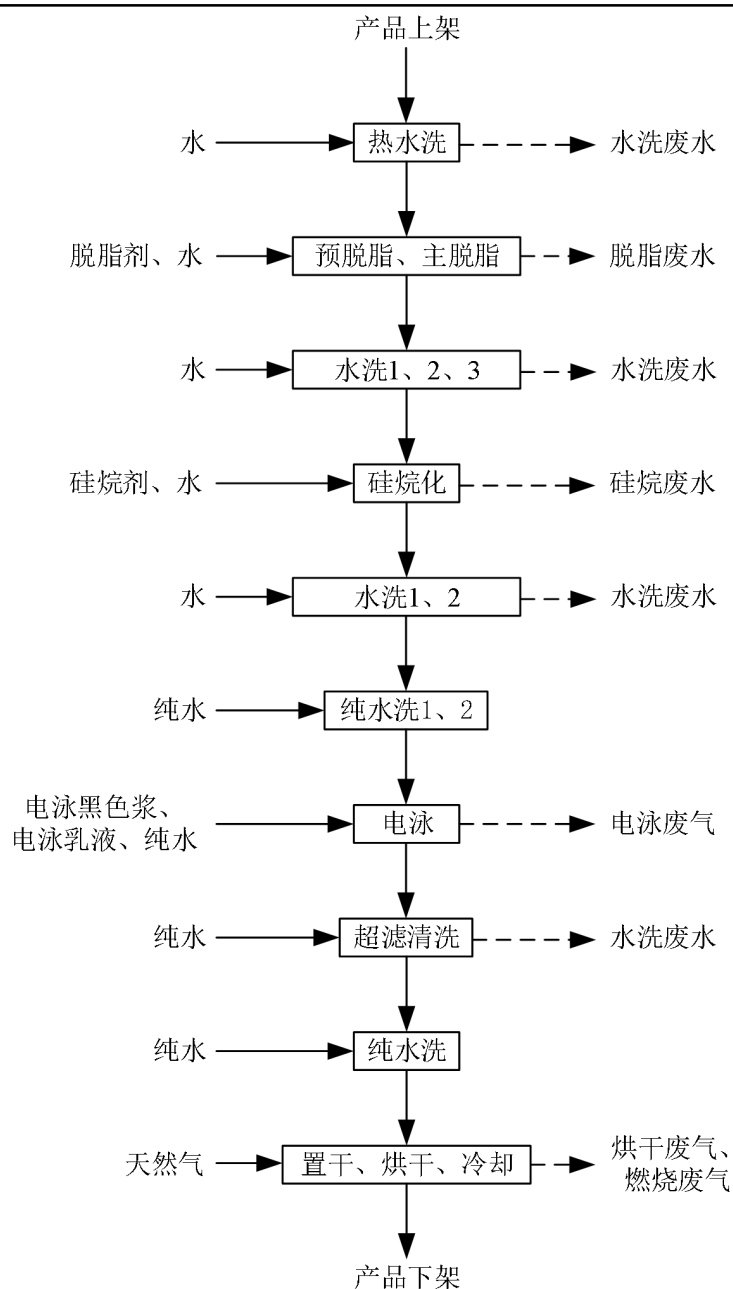 产品上架
水 热水洗 水洗废水
脱脂剂、水 预脱脂、主脱脂 脱脂废水
水 水洗1、2、3 水洗废水
硅烷剂、水 硅烷化 硅烷废水
水 水洗1、2 水洗废水
纯水 纯水洗1、2
电泳黑色浆、
电泳乳液、纯水 电泳 电泳废气
纯水 超滤清洗 水洗废水
纯水 纯水洗
天然气 置干、烘干、冷却 烘干废气、
燃烧废气
产品下架